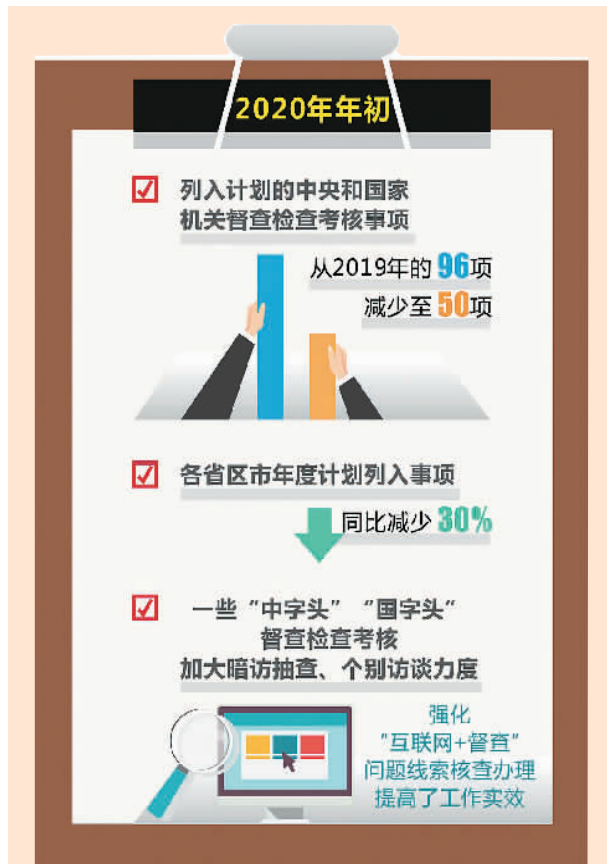 2020年年初
列入计划的中央和国家
机关督查检查考核事项
从2019年的96项
减少至50项
各省区市年度计划列入事项
同比减少30%
一些“中字头”“国字头“
督查检查考核
加大暗访抽查、个别访谈力度
强化
“互联网+督查”
问题线索核查办理
提高了工作实效